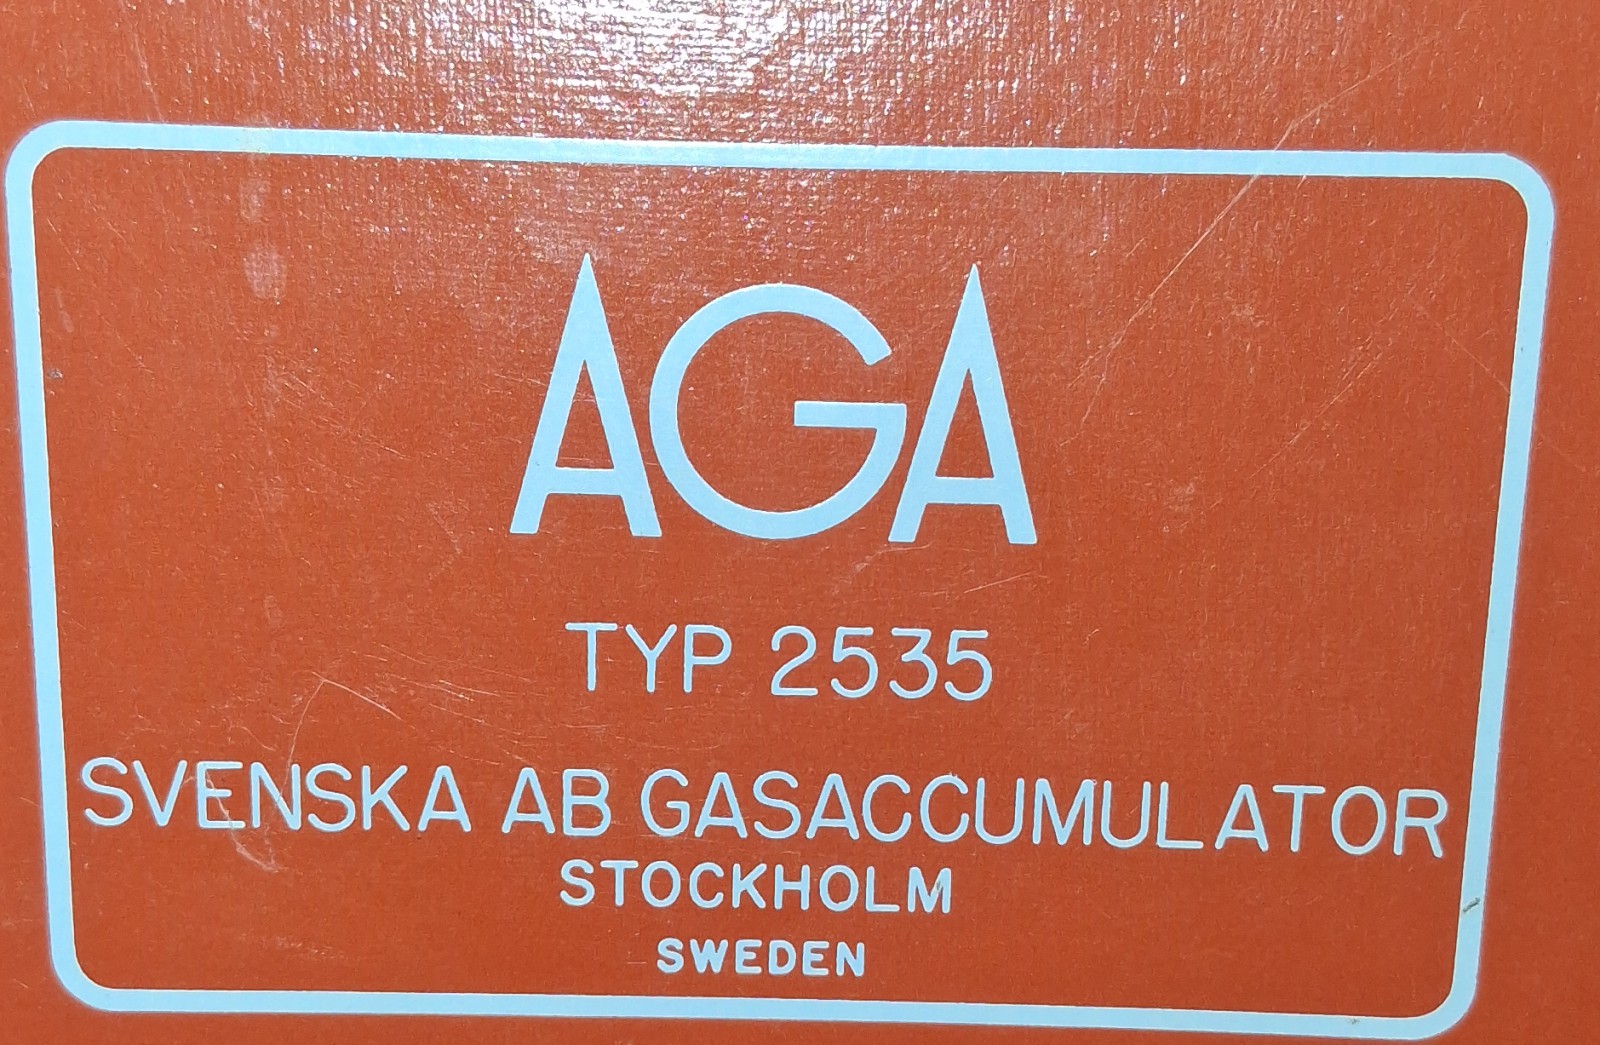 AGA
TYP 2535
SVENSKA AB GASACCUMULATOR
STOCKHOLM
SWEDEN